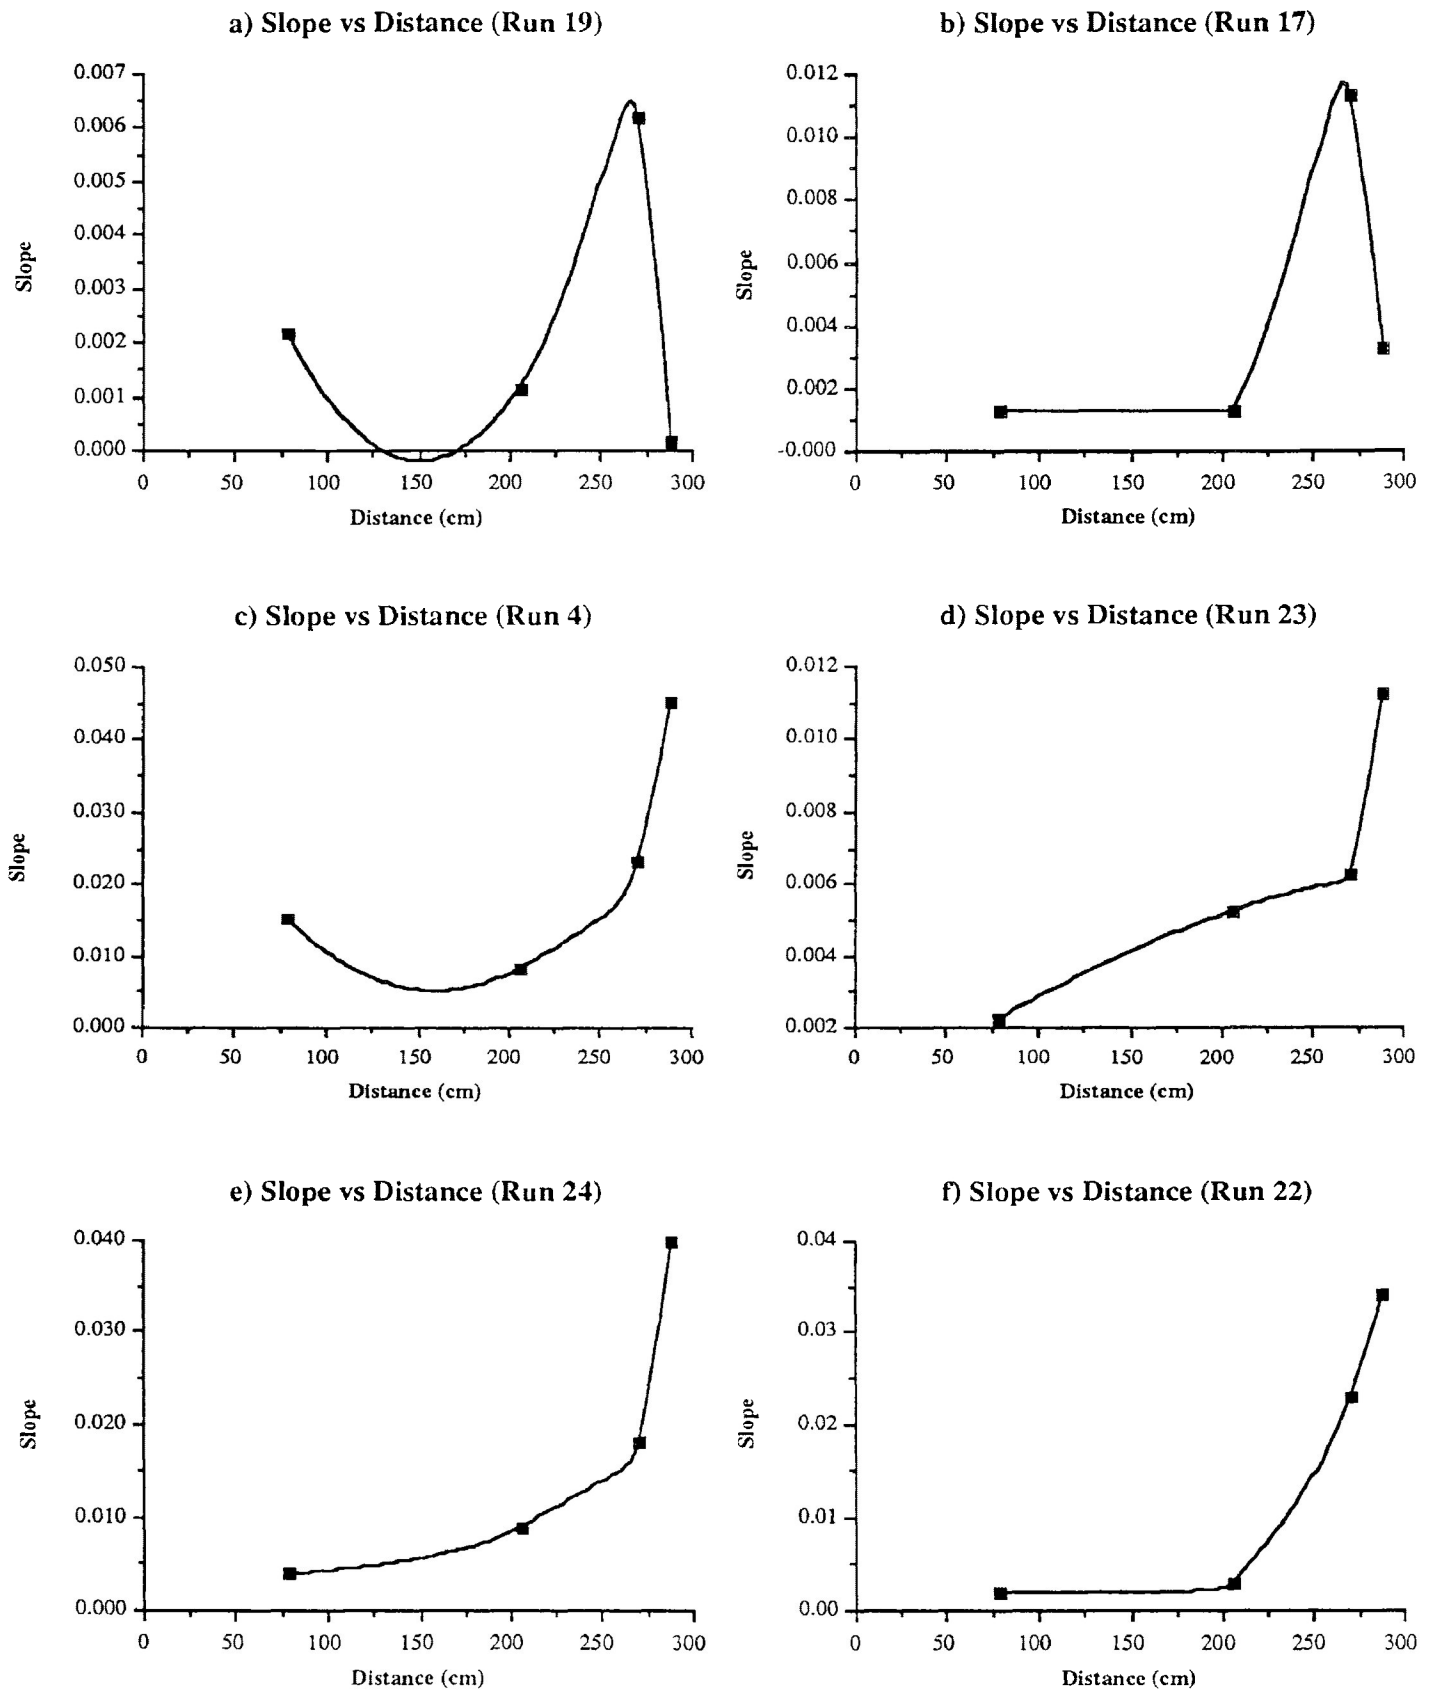 a) Slope vs Distance (Run 19)
0.007
0.006
0.005
0.004
0.003
0.002
0.001
0.000
Slope
0 50 100 150 200 250 300
Distance (cm)
b) Slope vs Distance (Run 17)
0.012
0.010
0.008
0.006
0.004
0.002
-0.000
Slope
0 50 100 150 200 250 300
Distance (cm)
c) Slope vs Distance (Run 4)
0.050
0.040
0.030
0.020
0.010
0.000
Slope
0 50 100 150 200 250 300
Distance (cm)
d) Slope vs Distance (Run 23)
0.012
0.010
0.008
0.006
0.004
0.002
Slope
0 50 100 150 200 250 300
Distance (cm)
e) Slope vs Distance (Run 24)
0.040
0.030
0.020
0.010
0.000
Slope
0 50 100 150 200 250 300
Distance (cm)
f) Slope vs Distance (Run 22)
0.04
0.03
0.02
0.01
0.00
Slope
0 50 100 150 200 250 300
Distance (cm)